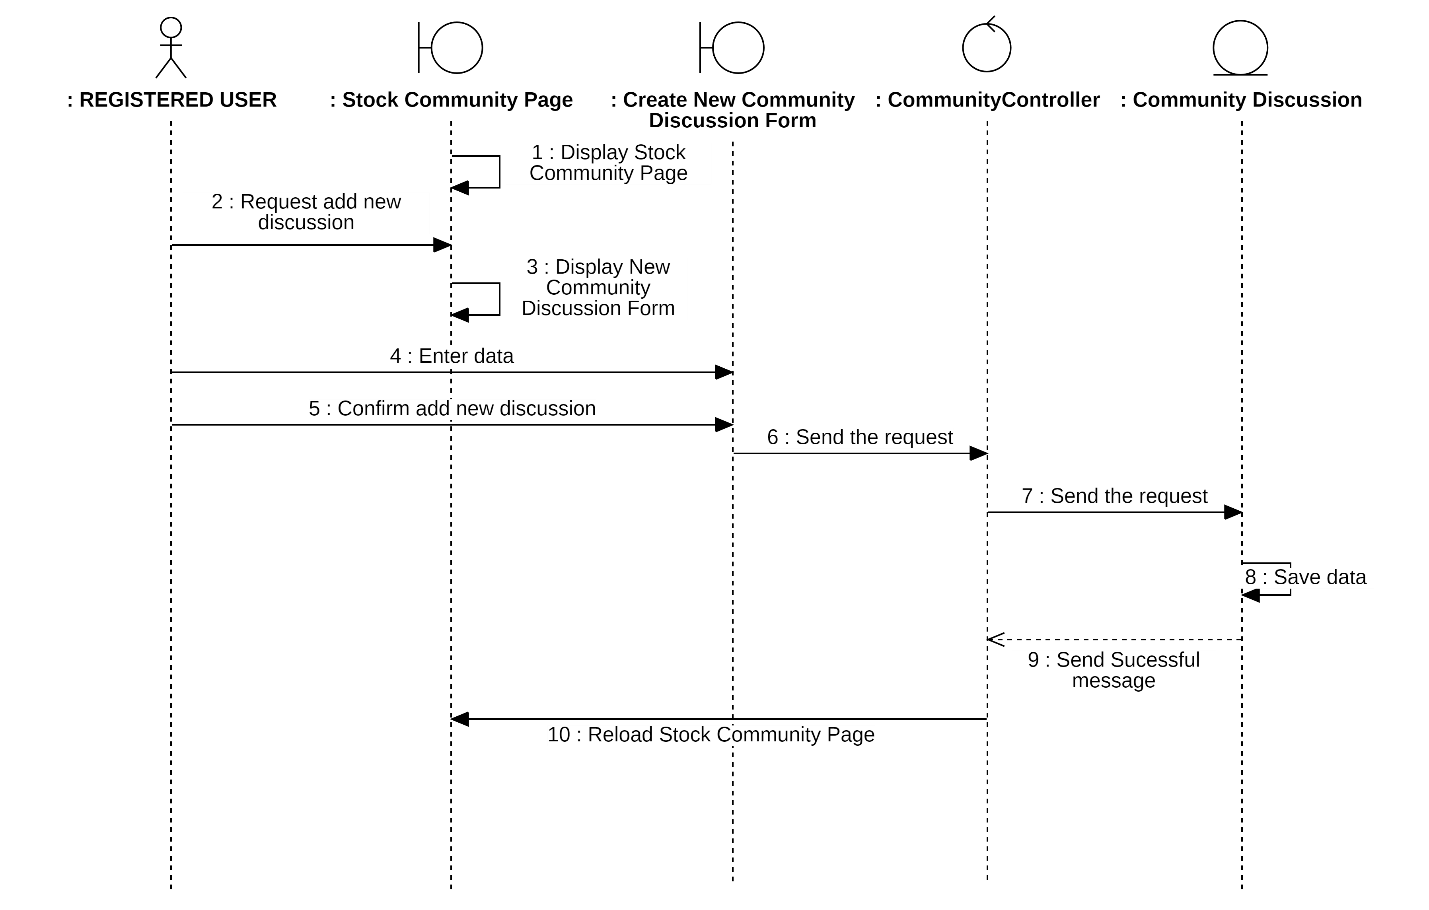 : REGISTERED USER
: Stock Community Page
: Create New Community
Discussion Form
: CommunityController
: Community Discussion
1 : Display Stock
Community Page
2 : Request add new
discussion
3 : Display New
Community
Discussion Form
4 : Enter data
5 : Confirm add new discussion
6 : Send the request
7 : Send the request
8 : Save data
9 : Send Sucessful
message
10 : Reload Stock Community Page